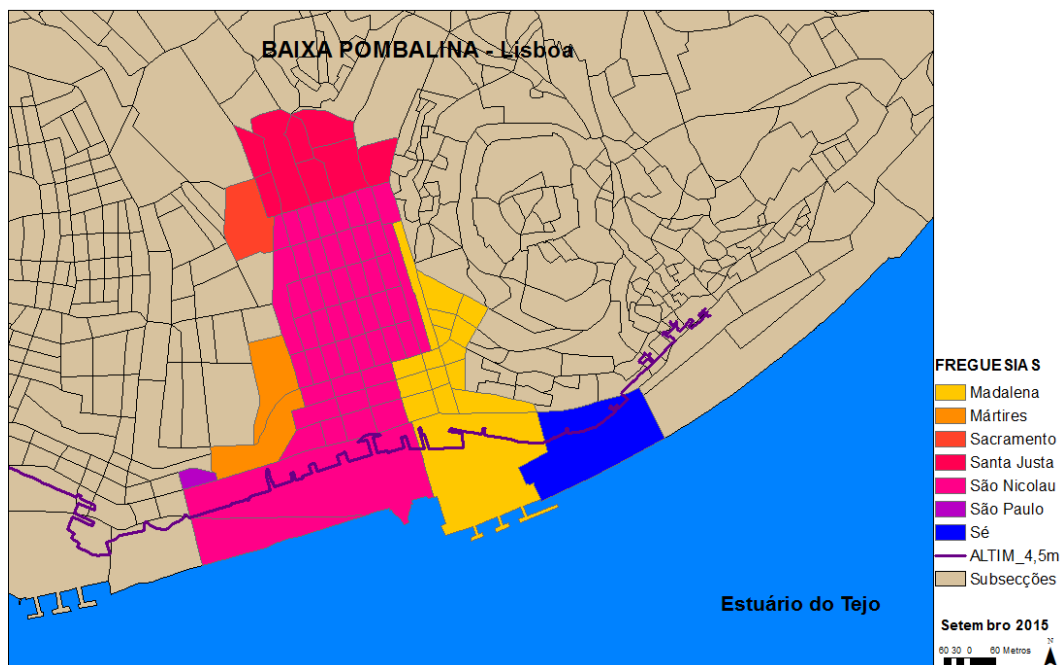 BAIXA POMBALINA - Lisboa
FREGUESIAS
Madalena
Mártires
Sacramento
Santa Justa
São Nicolau
São Paulo
Sé
ALTIM_4,5m
Subsecções
Estuário do Tejo
Setembro 2015
N
60 30 0 60 Metros